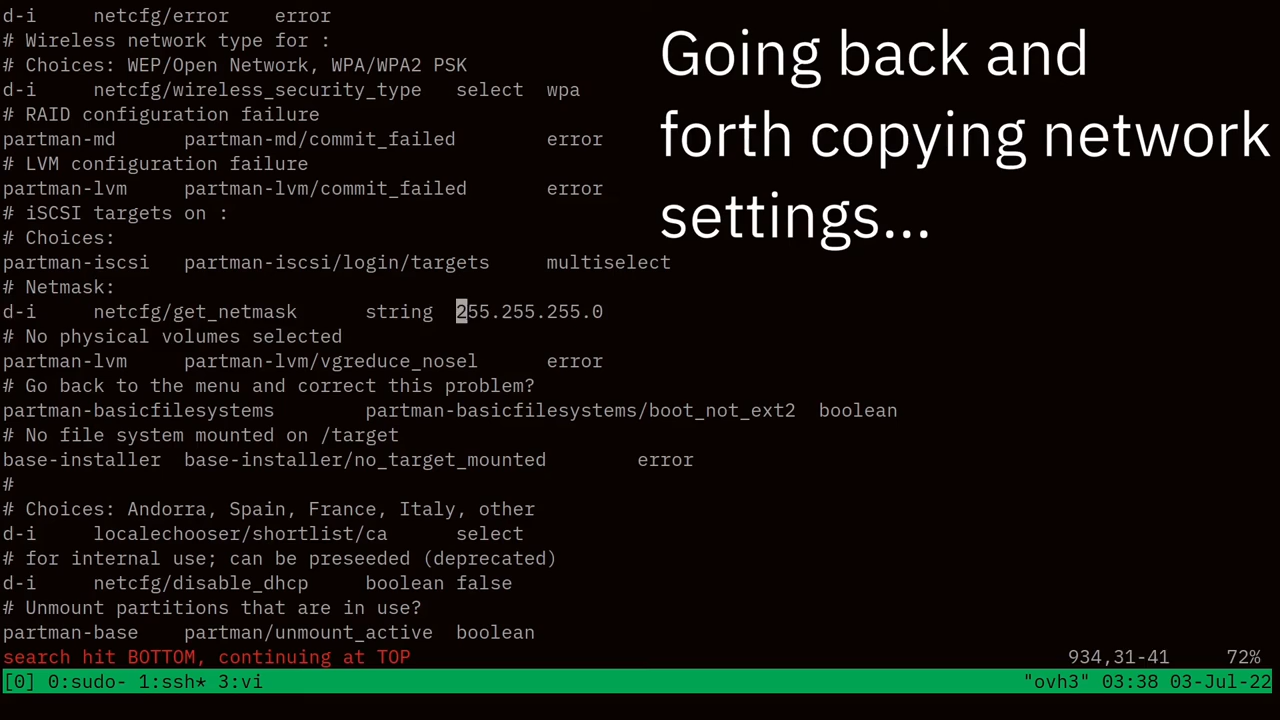 d-i     netcfg/error    error
# Wireless network type for :
# Choices: WEP/Open Network, WPA/WPA2 PSK
d-i     netcfg/wireless_security_type   select  wpa
# RAID configuration failure
partman-md      partman-md/commit_failed        error
# LVM configuration failure
partman-lvm     partman-lvm/commit_failed       error
# iSCSI targets on :
# Choices:
partman-iscsi   partman-iscsi/login/targets     multiselect
# Netmask:
d-i     netcfg/get_netmask      string  255.255.255.0
# No physical volumes selected
partman-lvm     partman-lvm/vgreduce_nosel      error
# Go back to the menu and correct this problem?
partman-basicfilesystems        partman-basicfilesystems/boot_not_ext2  boolean
# No file system mounted on /target
base-installer  base-installer/no_target_mounted        error
#
# Choices: Andorra, Spain, France, Italy, other
d-i     localechooser/shortlist/ca      select
# for internal use; can be preseeded (deprecated)
d-i     netcfg/disable_dhcp     boolean false
# Unmount partitions that are in use?
partman-base    partman/unmount_active  boolean
search hit BOTTOM, continuing at TOP    934,31-41    72%
[0] 0:sudo- 1:ssh* 3:vi    "ovh3" 03:38 03-Jul-22
Going back and
forth copying network
settings...